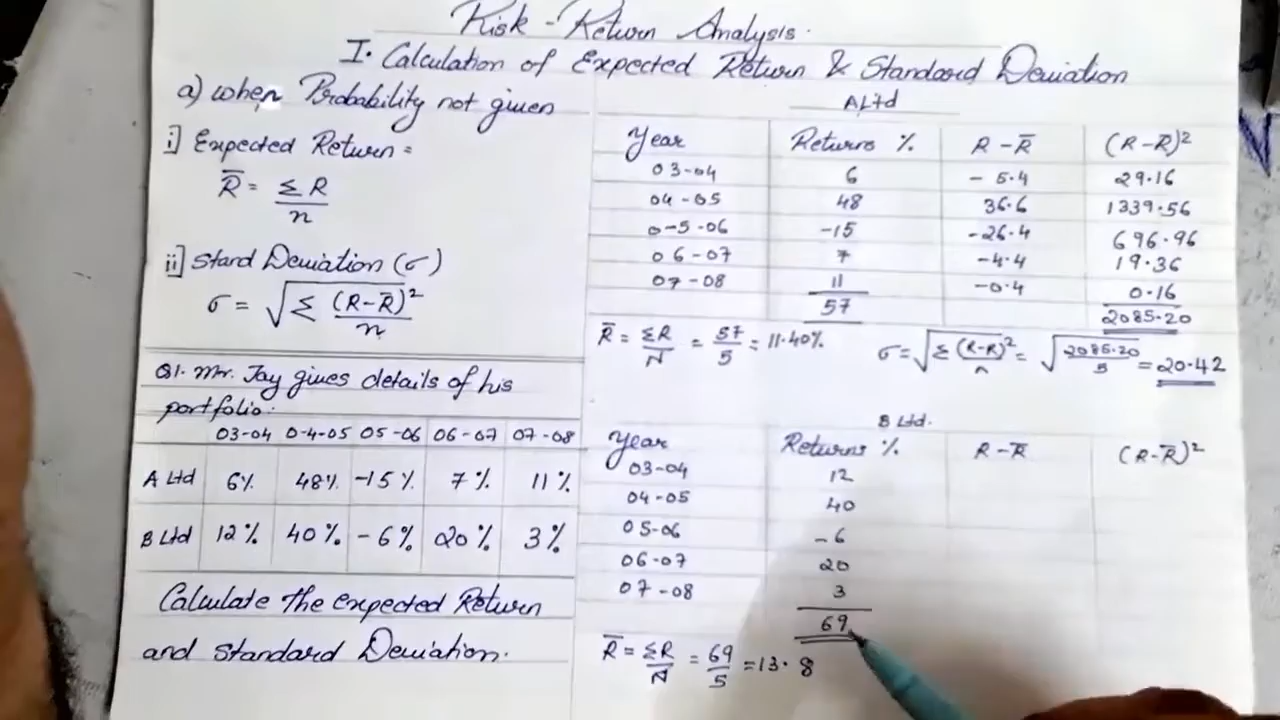 Risk - Return Analysis.
I. Calculation of Expected Return & Standard Deviation
a) when Probability not given
i] Expected Return =
R̄ = ΣR / n
ii] Stard Deviation (σ)
σ = √Σ (R-R̄)² / n
Q1. Mr. Jay gives details of his
portfolio:
03-04 0-4-05 05-06 06-07 07-08
A Ltd 6% 48% -15% 7% 11%
B Ltd 12% 40% -6% 20% 3%
Calculate the expected Return
and Standard Deviation.
A Ltd
Year Returns % R-R̄ (R-R̄)²
03-04 6 -5.4 29.16
04-05 48 36.6 1339.56
0-5-06 -15 -26.4 696.96
06-07 7 -4.4 19.36
07-08 11 -0.4 0.16
57 2085.20
R̄ = ΣR / N = 57 / 5 = 11.40% σ = √Σ (R-R̄)² / n = √2085.20 / 5 = 20.42
B Ltd.
Year Returns % R-R̄ (R-R̄)²
03-04 12
04-05 40
05-06 -6
06-07 20
07-08 3
69
R̄ = ΣR / N = 69 / 5 = 13.8